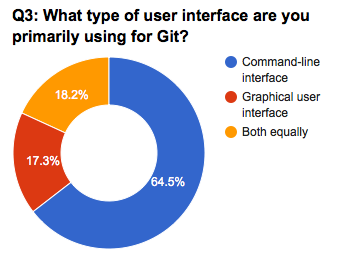 Q3: What type of user interface are you
primarily using for Git?
Command-line
interface
Graphical user
interface
Both equally
18.2%
17.3%
64.5%